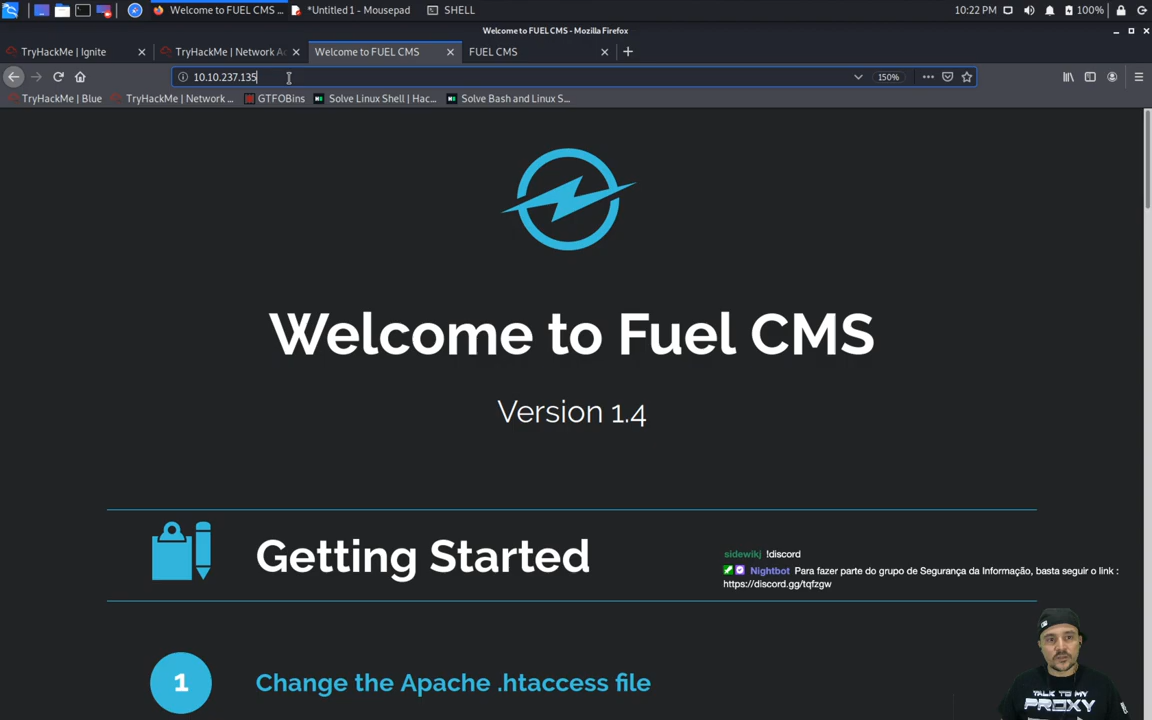 Welcome to FUEL CMS ...
*Untitled 1 - Mousepad
SHELL
10:22 PM
100%
Welcome to FUEL CMS - Mozilla Firefox
TryHackMe | Ignite
TryHackMe | Network Ac
Welcome to FUEL CMS
FUEL CMS
10.10.237.135
150%
TryHackMe | Blue
TryHackMe | Network ...
GTFOBins
Solve Linux Shell | Hac...
Solve Bash and Linux S...
Welcome to Fuel CMS
Version 1.4
Getting Started
sidewikj !discord
Nightbot Para fazer parte do grupo de Segurança da Informação, basta seguir o link :
https://discord.gg/tqfzgw
1
Change the Apache .htaccess file
TALK TO MY
PROXY